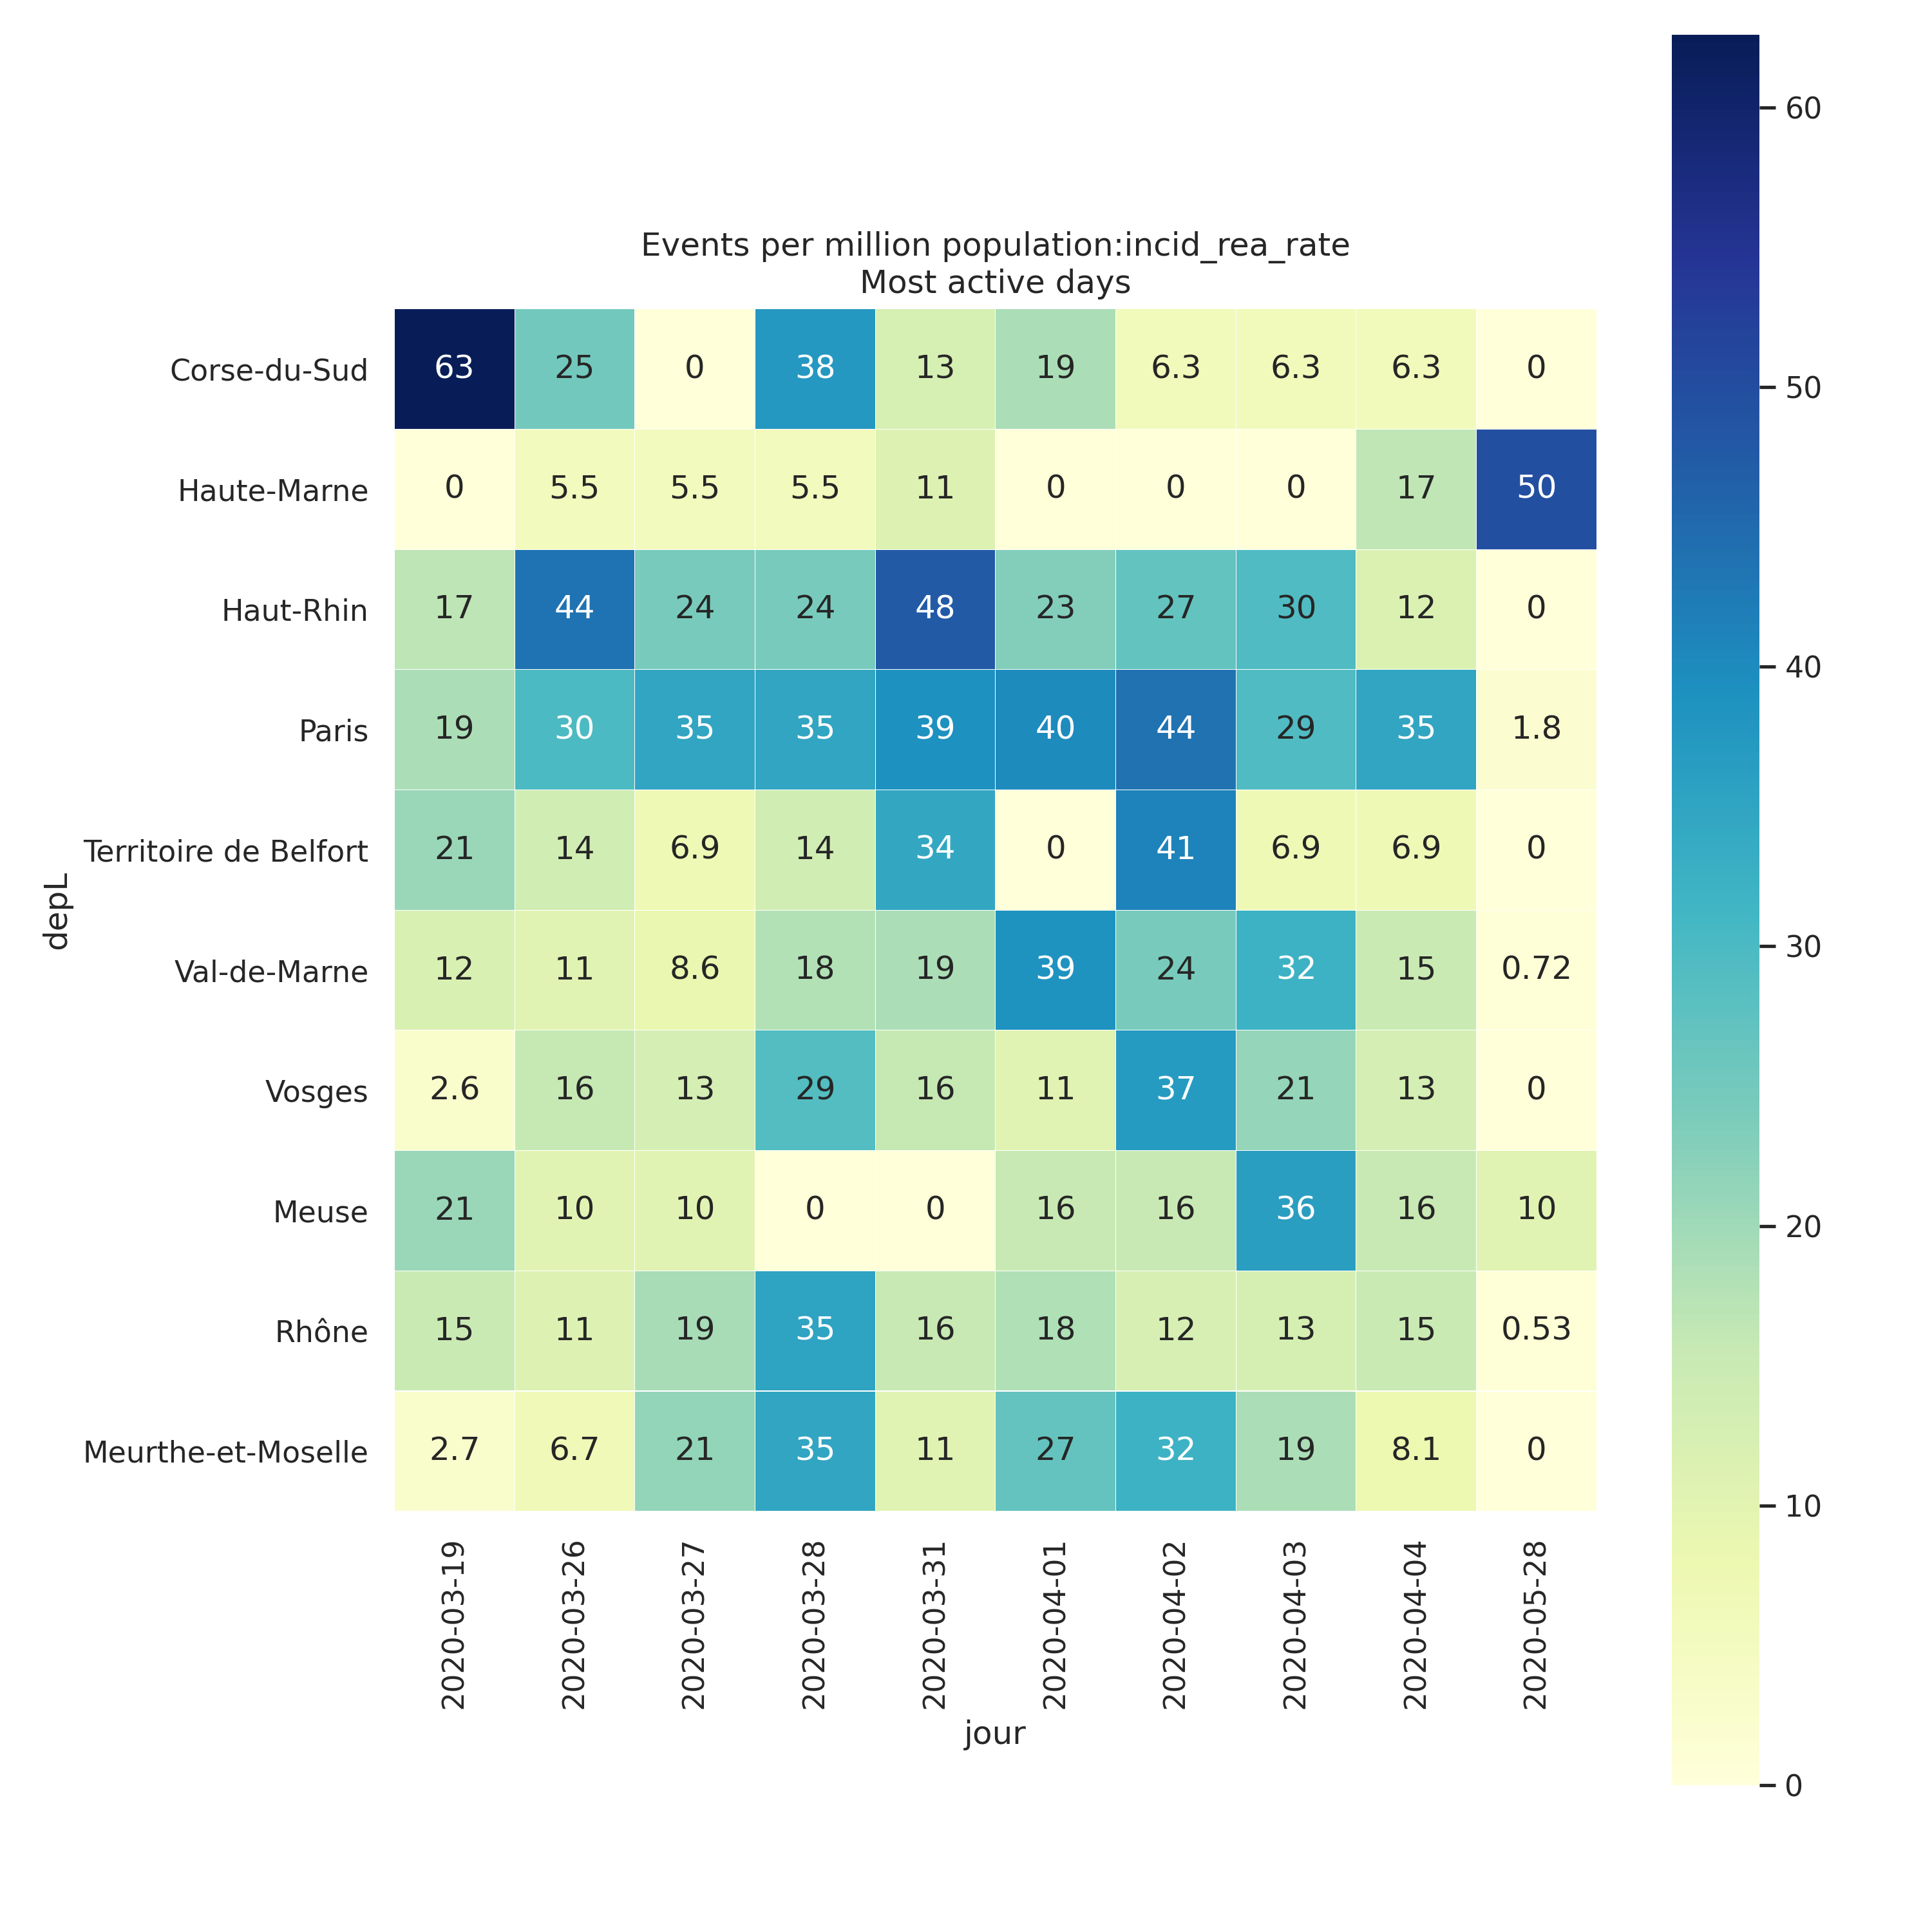 Events per million population:incid_rea_rate
Most active days
Corse-du-Sud 63 25 0 38 13 19 6.3 6.3 6.3 0
Haute-Marne 0 5.5 5.5 5.5 11 0 0 0 17 50
Haut-Rhin 17 44 24 24 48 23 27 30 12 0
Paris 19 30 35 35 39 40 44 29 35 1.8
Territoire de Belfort 21 14 6.9 14 34 0 41 6.9 6.9 0
Val-de-Marne 12 11 8.6 18 19 39 24 32 15 0.72
Vosges 2.6 16 13 29 16 11 37 21 13 0
Meuse 21 10 10 0 0 16 16 36 16 10
Rhône 15 11 19 35 16 18 12 13 15 0.53
Meurthe-et-Moselle 2.7 6.7 21 35 11 27 32 19 8.1 0
depL
2020-03-19 2020-03-26 2020-03-27 2020-03-28 2020-03-31 2020-04-01 2020-04-02 2020-04-03 2020-04-04 2020-05-28
jour
60
50
40
30
20
10
0